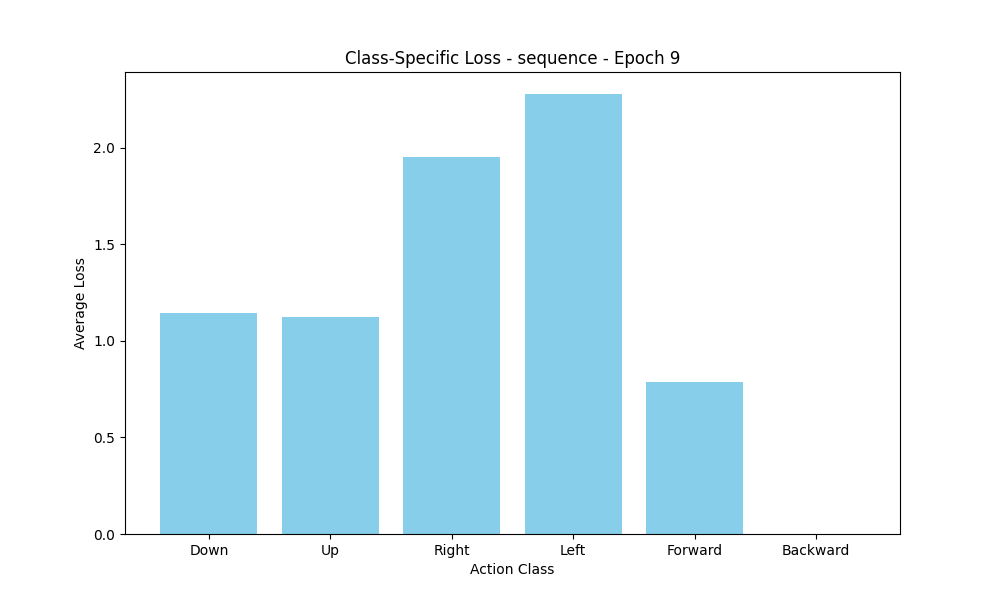 Class-Specific Loss - sequence - Epoch 9
Average Loss
2.0
1.5
1.0
0.5
0.0
Down Up Right Left Forward Backward
Action Class